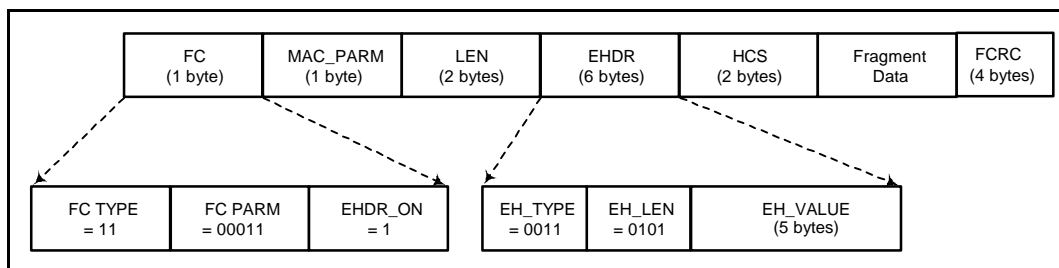 FC
(1 byte)
MAC_PARM
(1 byte)
LEN
(2 bytes)
EHDR
(6 bytes)
HCS
(2 bytes)
Fragment
Data
FCRC
(4 bytes)
FC TYPE
= 11
FC PARM
= 00011
EHDR_ON
= 1
EH_TYPE
= 0011
EH_LEN
= 0101
EH_VALUE
(5 bytes)